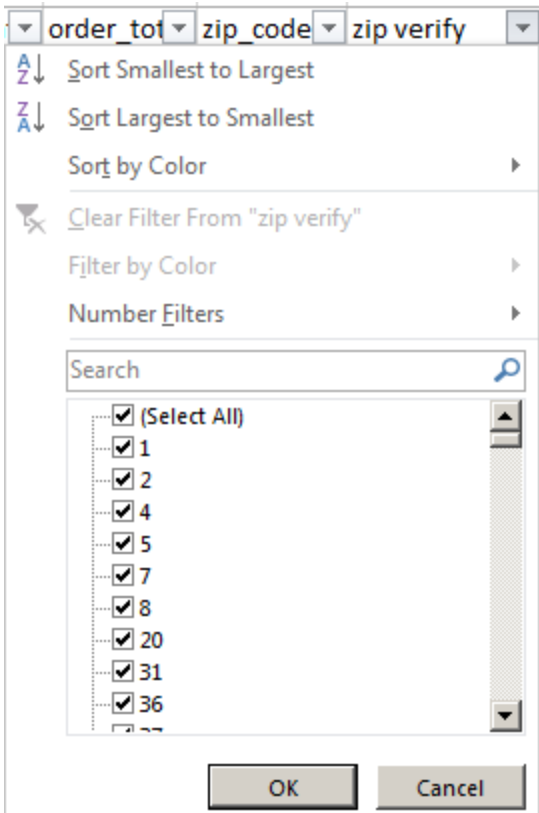 order_tot zip_code zip verify
Sort Smallest to Largest
Sort Largest to Smallest
Sort by Color
Clear Filter From "zip verify"
Filter by Color
Number Filters
Search
(Select All)
1
2
4
5
7
8
20
31
36
OK Cancel